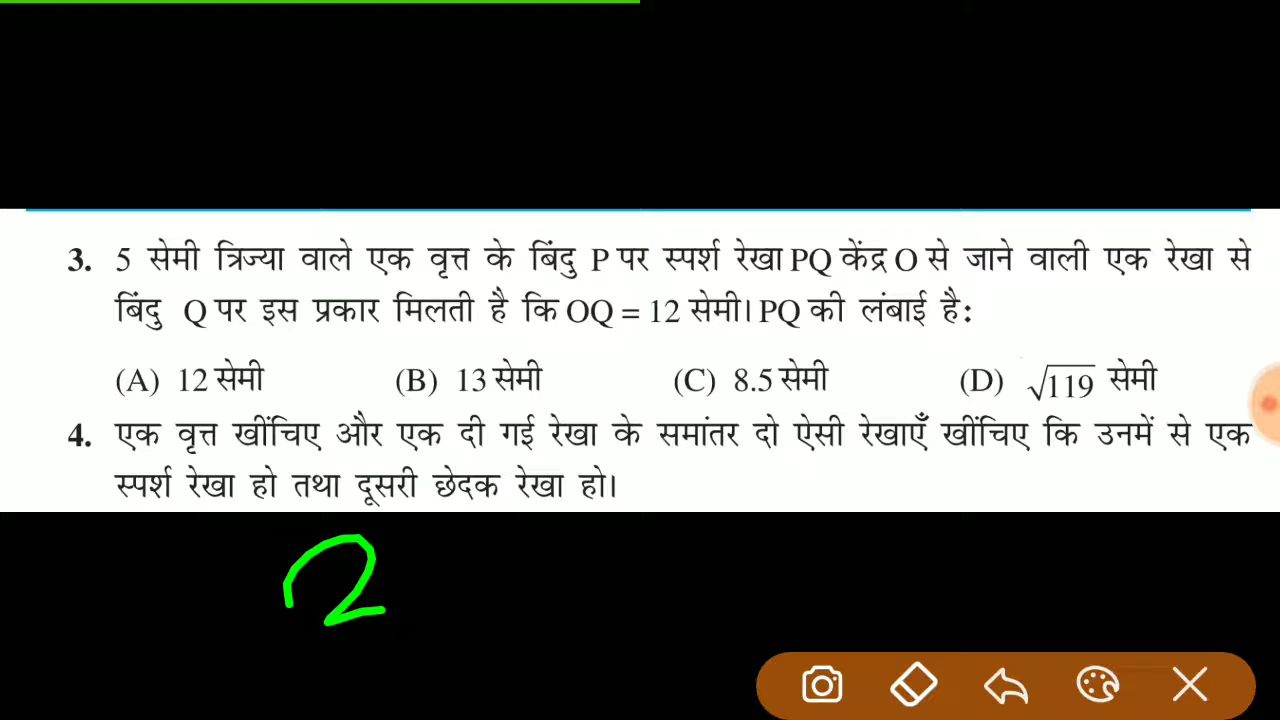 3. 5 सेमी त्रिज्या वाले एक वृत्त के बिंदु P पर स्पर्श रेखा PQ केंद्र O से जाने वाली एक रेखा से
बिंदु Q पर इस प्रकार मिलती है कि OQ = 12 सेमी। PQ की लंबाई है:
(A) 12 सेमी (B) 13 सेमी (C) 8.5 सेमी (D) √119 सेमी
4. एक वृत्त खींचिए और एक दी गई रेखा के समांतर दो ऐसी रेखाएँ खींचिए कि उनमें से एक
स्पर्श रेखा हो तथा दूसरी छेदक रेखा हो।
2